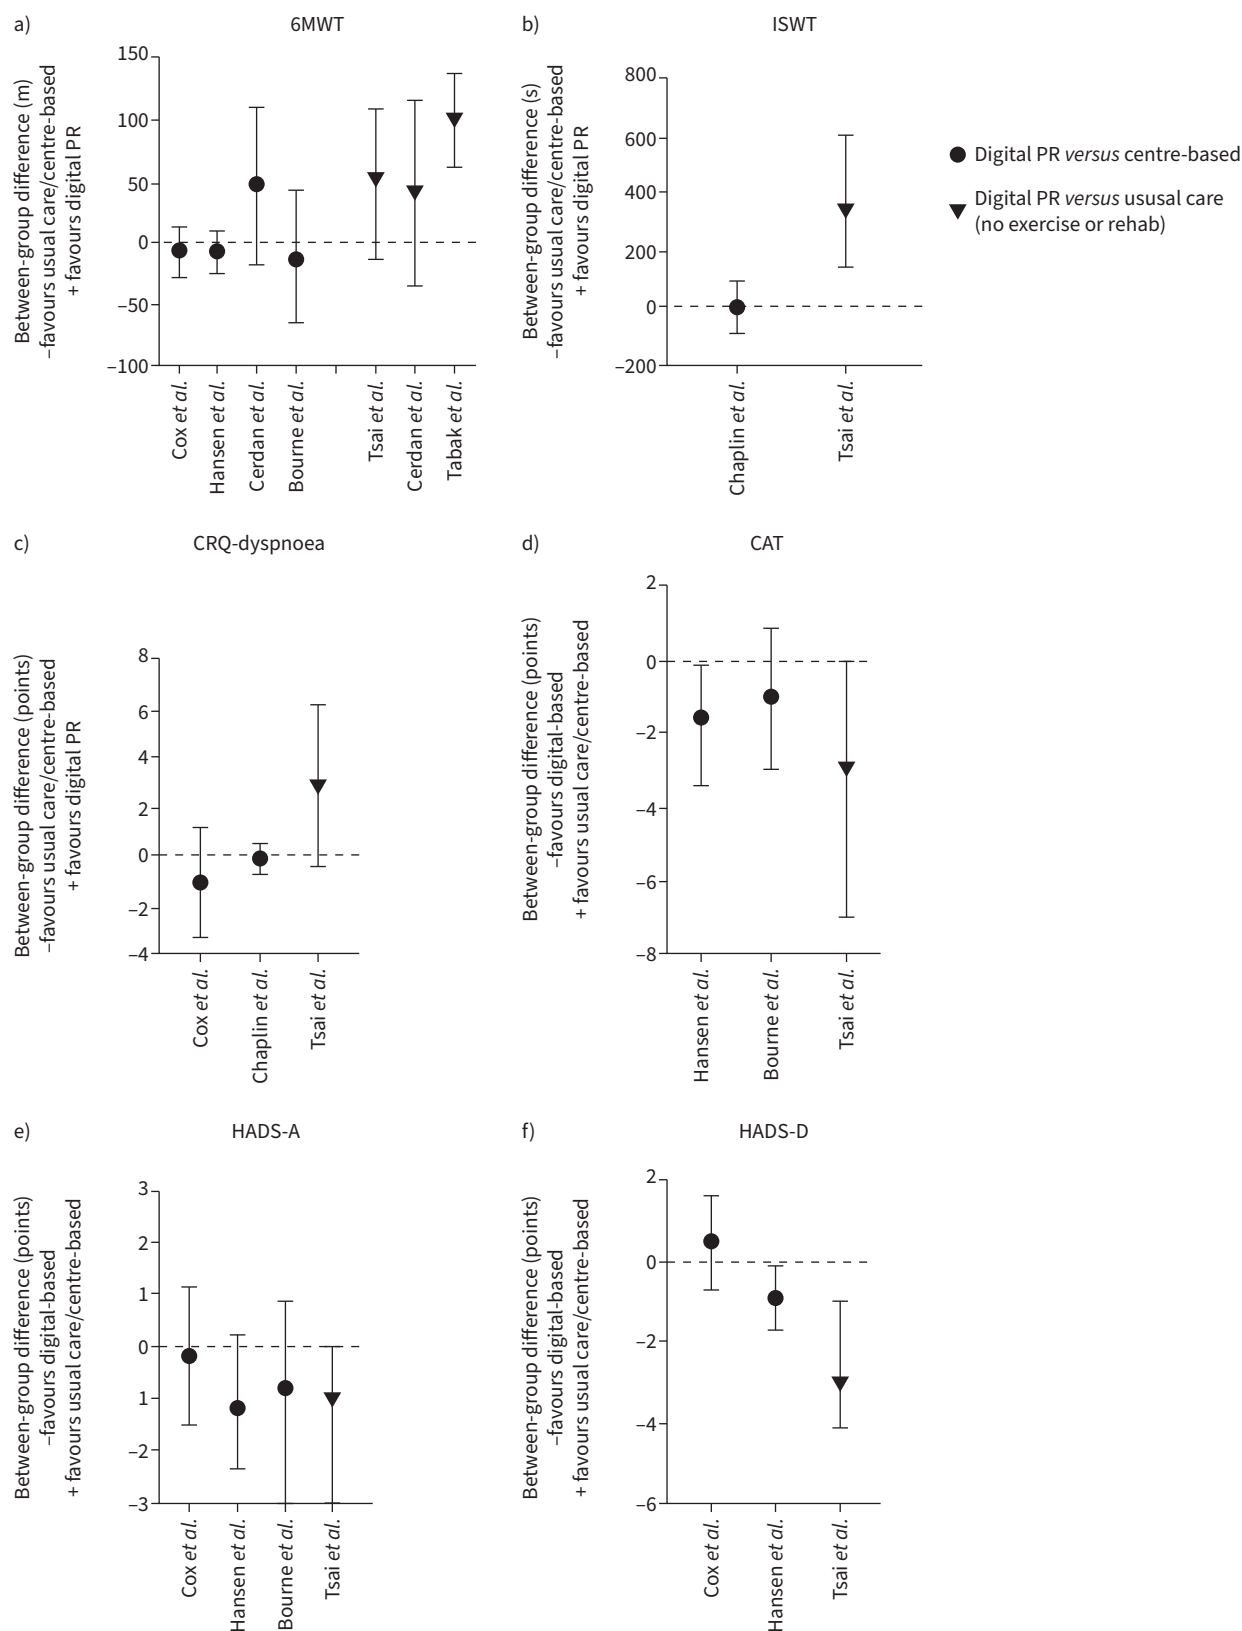 a)
6MWT
Between-group difference (m)
–favours usual care/centre-based
+ favours digital PR
150
100
50
0
–50
–100
Cox et al.
Hansen et al.
Cerdan et al.
Bourne et al.
Tsai et al.
Cerdan et al.
Tabak et al.
b)
ISWT
Between-group difference (s)
–favours usual care/centre-based
+ favours digital PR
800
600
400
200
0
–200
Chaplin et al.
Tsai et al.
Digital PR versus centre-based
Digital PR versus ususal care
(no exercise or rehab)
c)
CRQ-dyspnoea
Between-group difference (points)
–favours usual care/centre-based
+ favours digital PR
8
6
4
2
0
–2
–4
Cox et al.
Chaplin et al.
Tsai et al.
d)
CAT
Between-group difference (points)
–favours digital-based
+ favours usual care/centre-based
2
0
–2
–4
–6
–8
Hansen et al.
Bourne et al.
Tsai et al.
e)
HADS-A
Between-group difference (points)
–favours digital-based
+ favours usual care/centre-based
3
2
1
0
1
–2
–3
Cox et al.
Hansen et al.
Bourne et al.
Tsai et al.
f)
HADS-D
Between-group difference (points)
–favours digital-based
+ favours usual care/centre-based
2
0
–2
–4
–6
Cox et al.
Hansen et al.
Tsai et al.